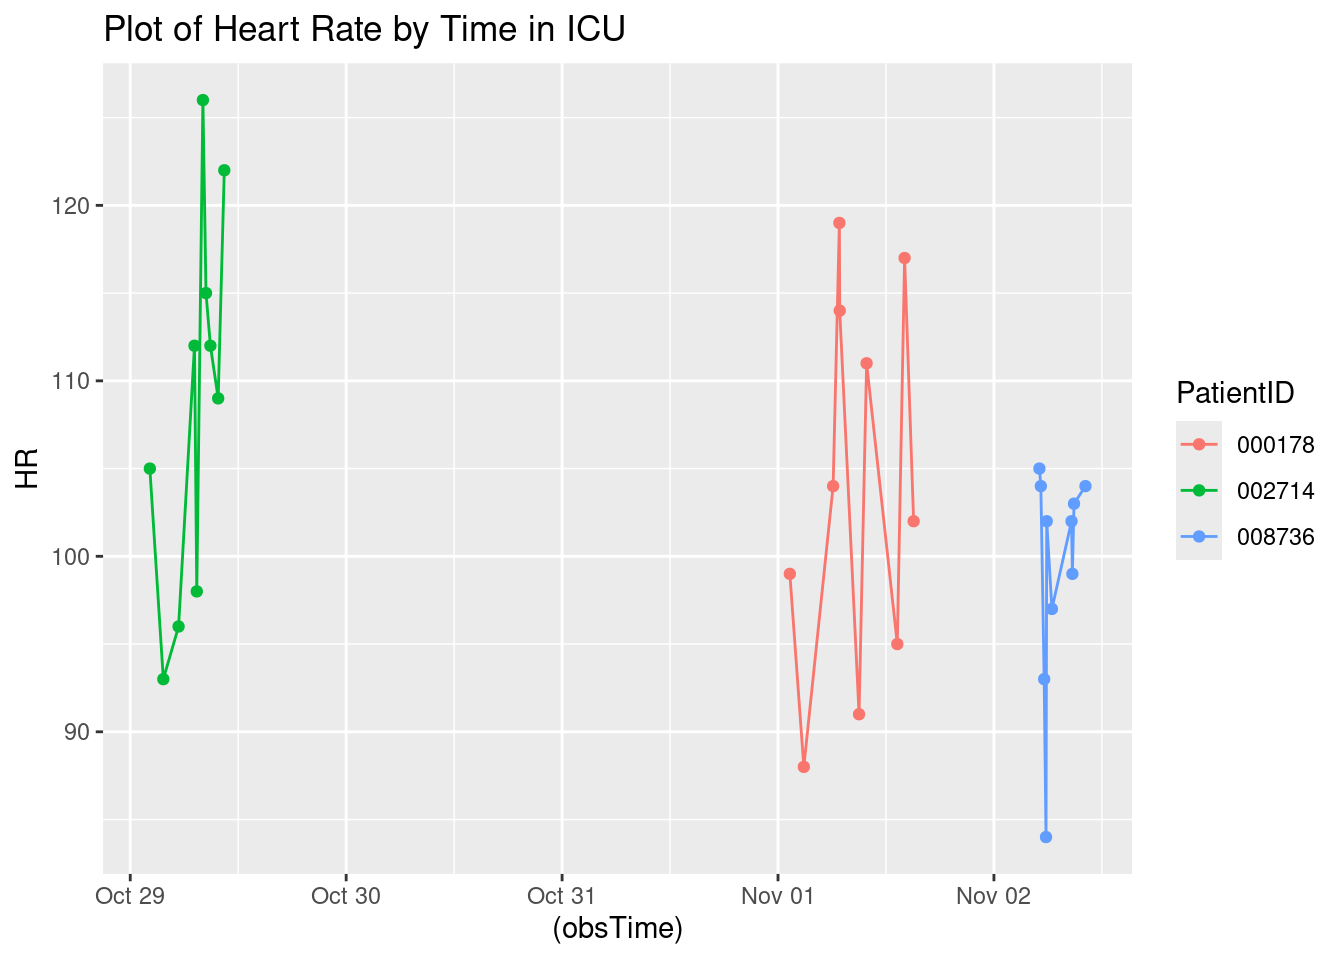 Plot of Heart Rate by Time in ICU
HR
120
110
100
90
Oct 29
Oct 30
Oct 31
Nov 01
Nov 02
(obsTime)
PatientID
000178
002714
008736